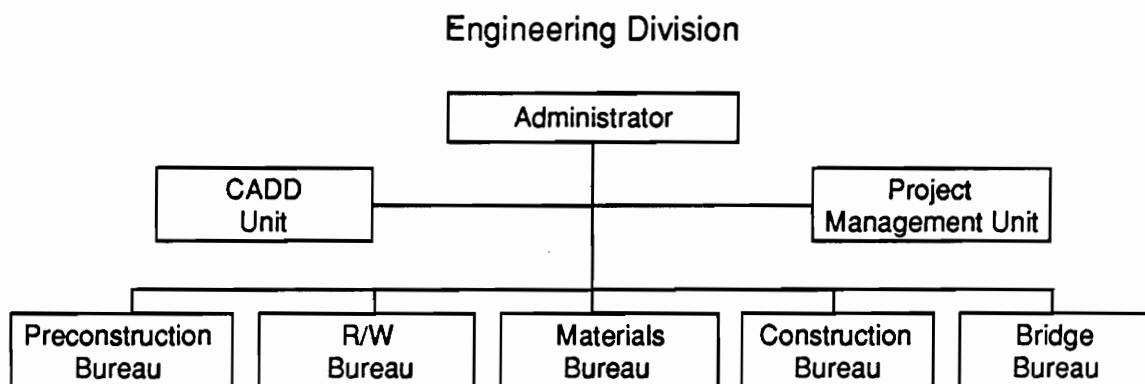 Engineering Division
Administrator
CADD
Unit
Project
Management Unit
Preconstruction
Bureau
R/W
Bureau
Materials
Bureau
Construction
Bureau
Bridge
Bureau